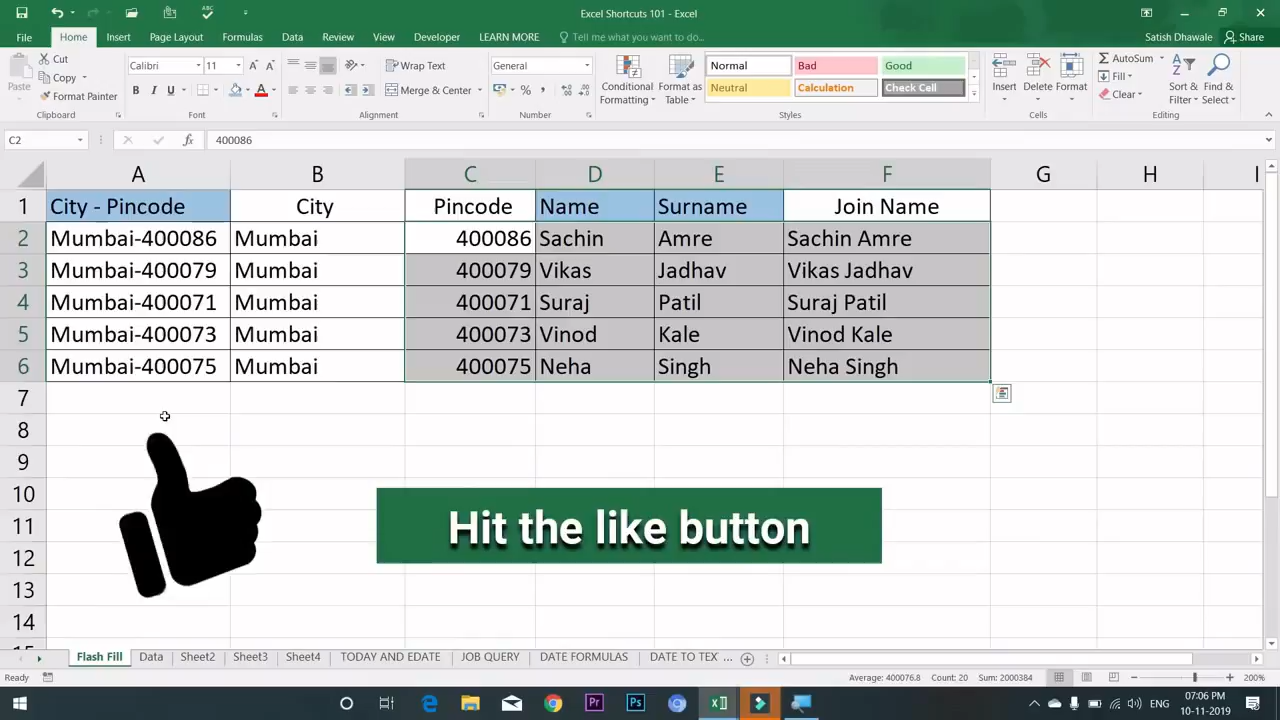 Excel Shortcuts 101 - Excel
Satish Dhawale
Share
File Home Insert Page Layout Formulas Data Review View Developer LEARN MORE Tell me what you want to do...
Paste
Cut
Copy
Format Painter
Clipboard
Calibri 11
B I U
Font
Wrap Text
Merge & Center
Alignment
General
Number
Conditional Formatting
Format as Table
Normal Bad Good
Neutral Calculation Check Cell
Styles
Insert Delete Format
Cells
AutoSum
Fill
Clear
Sort & Filter
Find & Select
Editing
C2 fx 400086
A B C D E F G H I
1 City - Pincode City Pincode Name Surname Join Name
2 Mumbai-400086 Mumbai 400086 Sachin Amre Sachin Amre
3 Mumbai-400079 Mumbai 400079 Vikas Jadhav Vikas Jadhav
4 Mumbai-400071 Mumbai 400071 Suraj Patil Suraj Patil
5 Mumbai-400073 Mumbai 400073 Vinod Kale Vinod Kale
6 Mumbai-400075 Mumbai 400075 Neha Singh Neha Singh
7
8
9
10
11
12
13
14
Hit the like button
Flash Fill Data Sheet2 Sheet3 Sheet4 TODAY AND EDATE JOB QUERY DATE FORMULAS DATE TO TEX ...
Ready
Average: 400076.8 Count: 20 Sum: 2000384
200%
Pr Ps
ENG
07:06 PM
10-11-2019